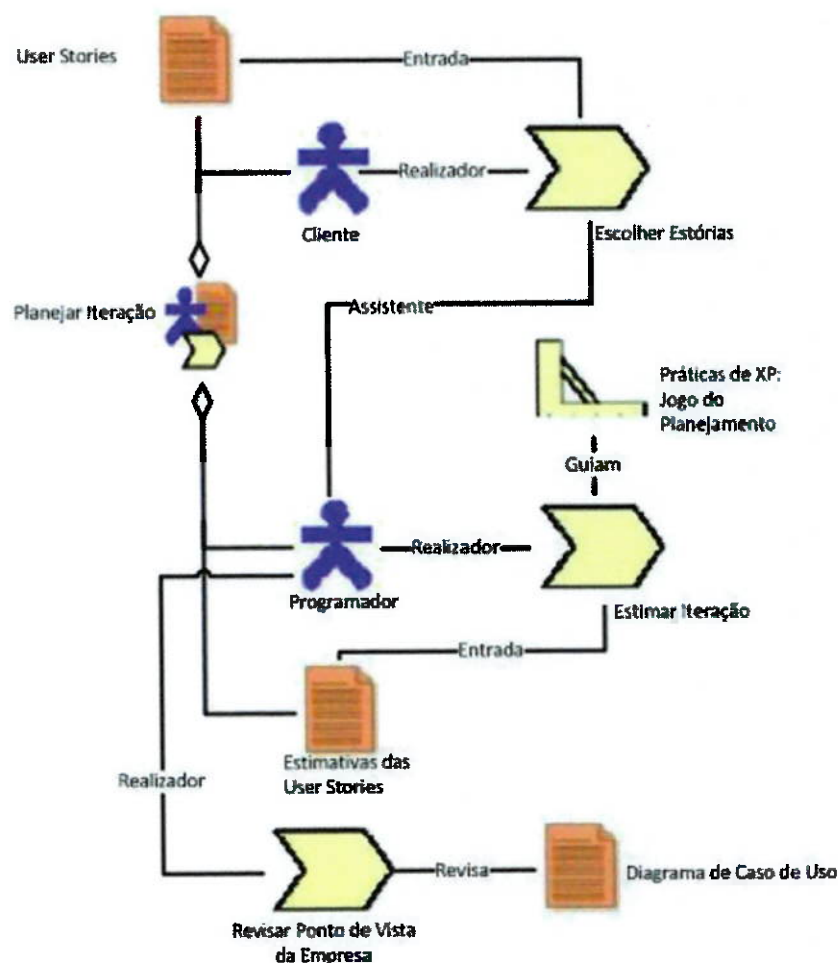 User Stories
Entrada
Realizador
Cliente
Escolher Estórias
Planejar Iteração
Assistente
Práticas de XP:
Jogo do
Planejamento
Guiam
Realizador
Programador
Estimar Iteração
Entrada
Estimativas das
User Stories
Realizador
Revisa
Diagrama de Caso de Uso
Revisar Ponto de Vista
da Empresa